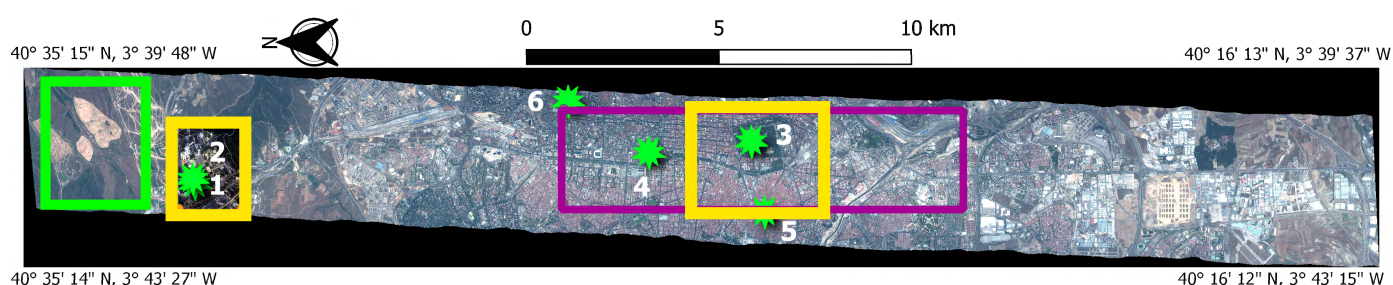 0 5 10 km
N
40° 35' 15" N, 3° 39' 48" W
40° 16' 13" N, 3° 39' 37" W
6
2
3
1
4
5
40° 35' 14" N, 3° 43' 27" W
40° 16' 12" N, 3° 43' 15" W